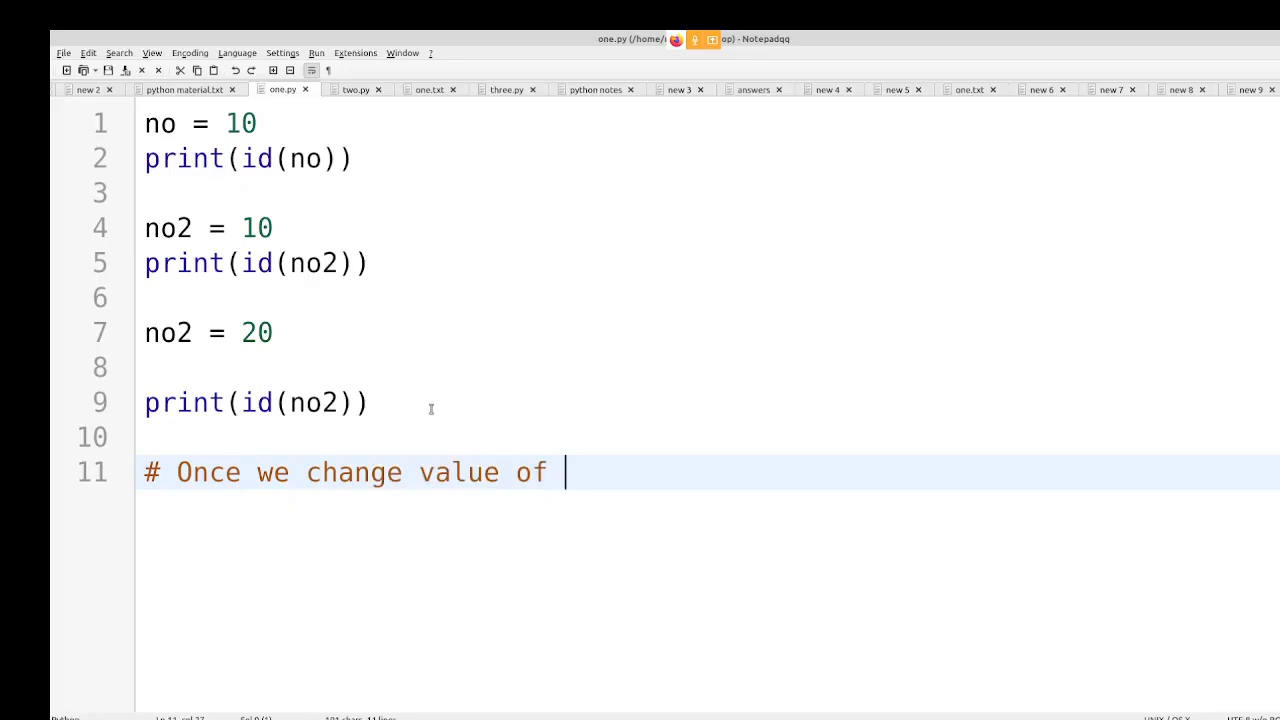 one.py (/home/ op) - Notepadqq
File Edit Search View Encoding Language Settings Run Extensions Window ?
new 2 python material.txt one.py two.py one.txt three.py python notes new 3 answers new 4 new 5 one.txt new 6 new 7 new 8 new 9
1 no = 10
2 print(id(no))
3
4 no2 = 10
5 print(id(no2))
6
7 no2 = 20
8
9 print(id(no2))
10
11 # Once we change value of